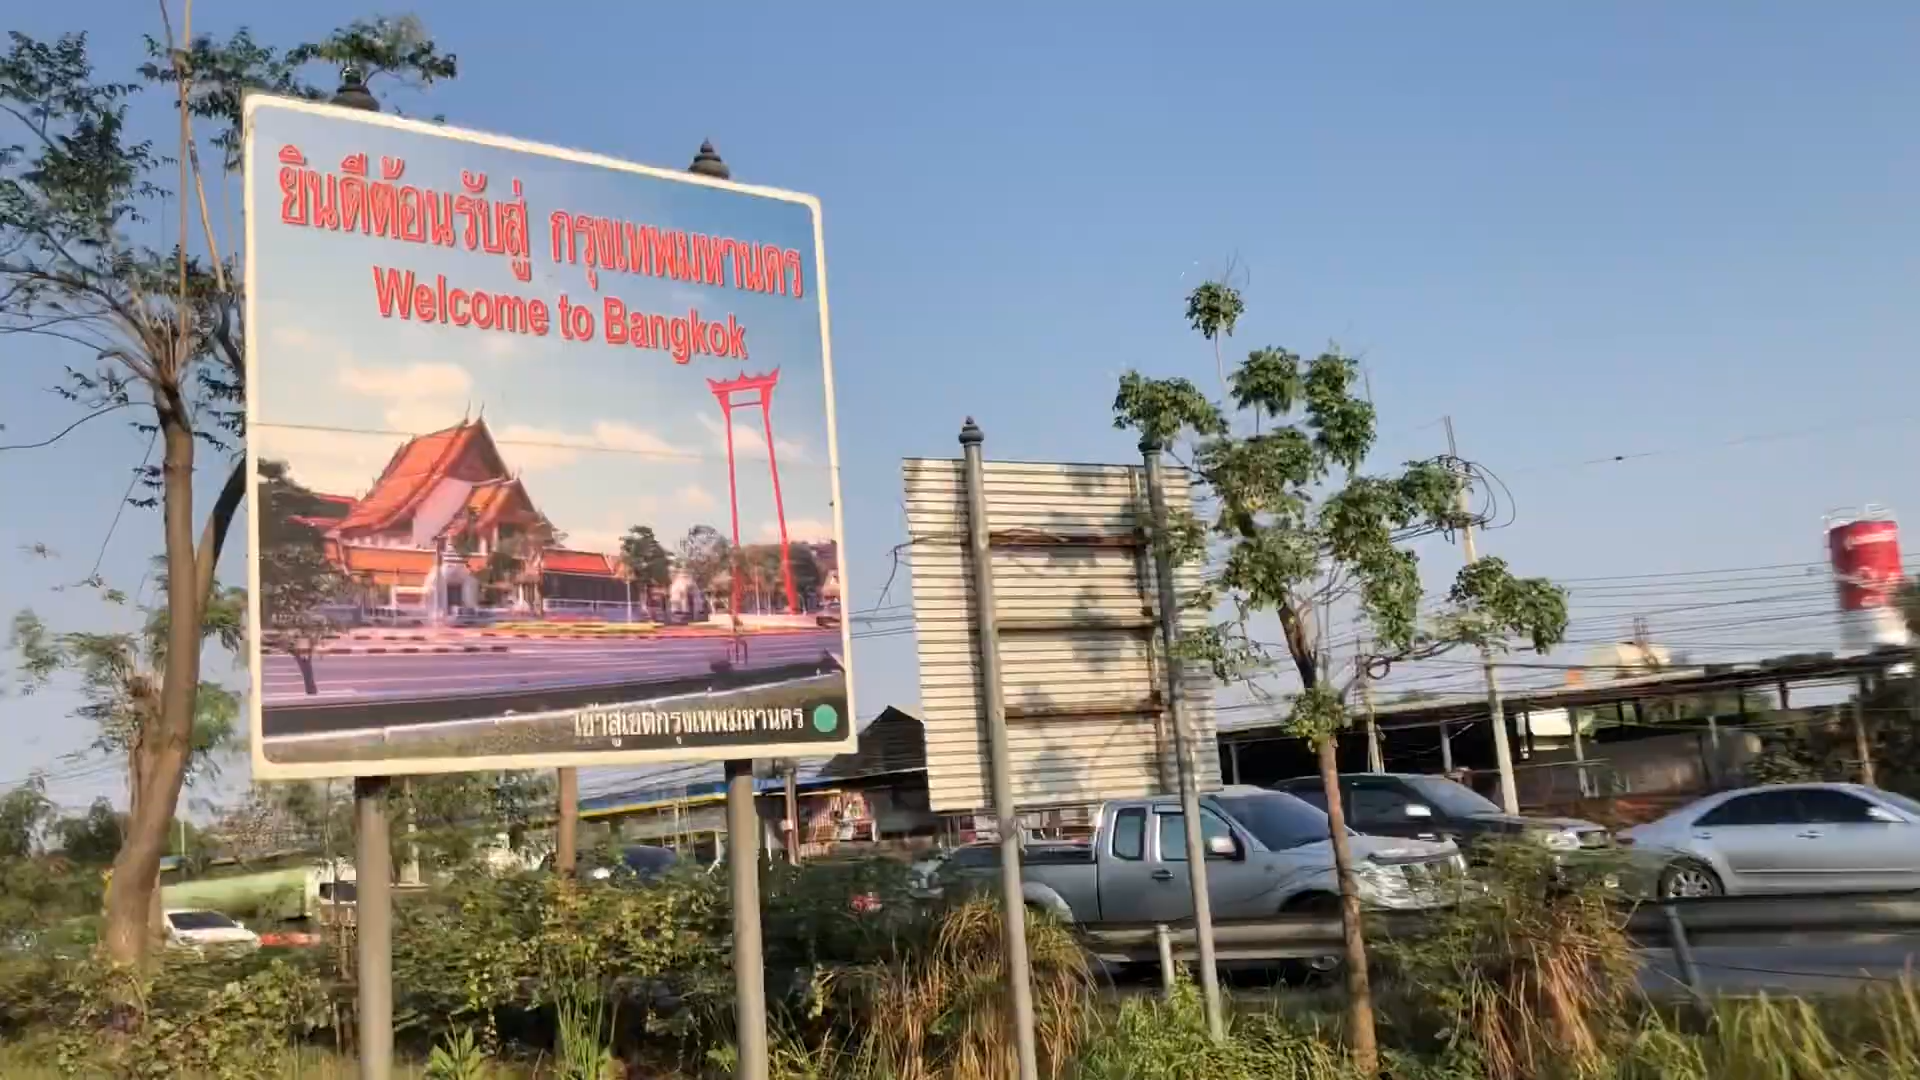 ยินดีต้อนรับสู่ กรุงเทพมหานคร
Welcome to Bangkok
เข้าสู่เขตกรุงเทพมหานคร